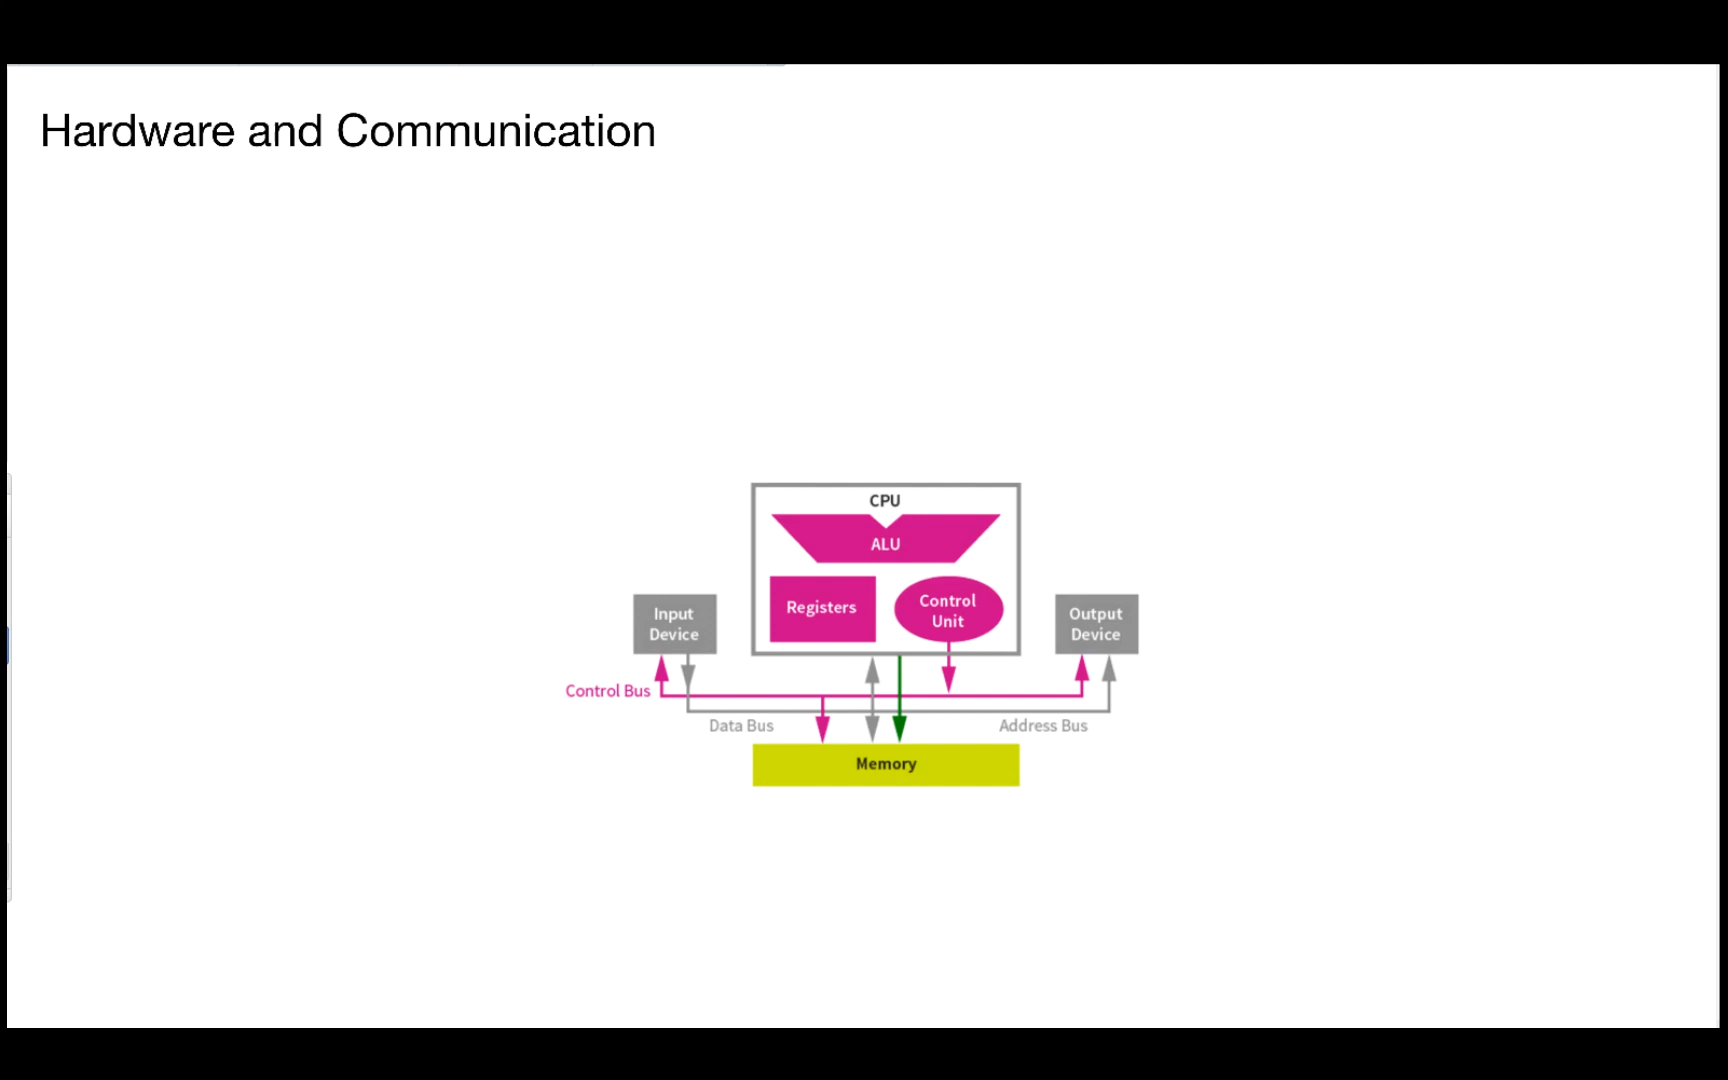 Hardware and Communication
CPU
ALU
Registers
Control
Unit
Input
Device
Output
Device
Control Bus
Data Bus
Address Bus
Memory